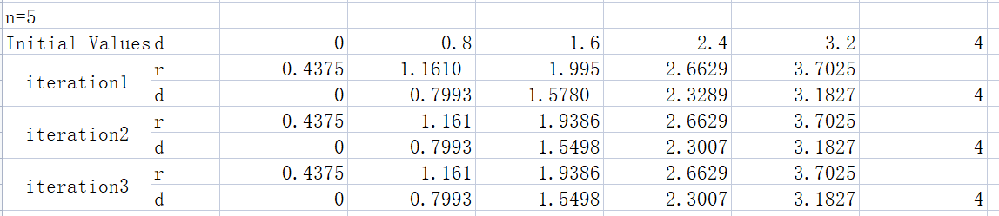 n=5
Initial Values d 0 0.8 1.6 2.4 3.2 4
iteration1 r 0.4375 1.1610 1.995 2.6629 3.7025
d 0 0.7993 1.5780 2.3289 3.1827 4
iteration2 r 0.4375 1.161 1.9386 2.6629 3.7025
d 0 0.7993 1.5498 2.3007 3.1827 4
iteration3 r 0.4375 1.161 1.9386 2.6629 3.7025
d 0 0.7993 1.5498 2.3007 3.1827 4